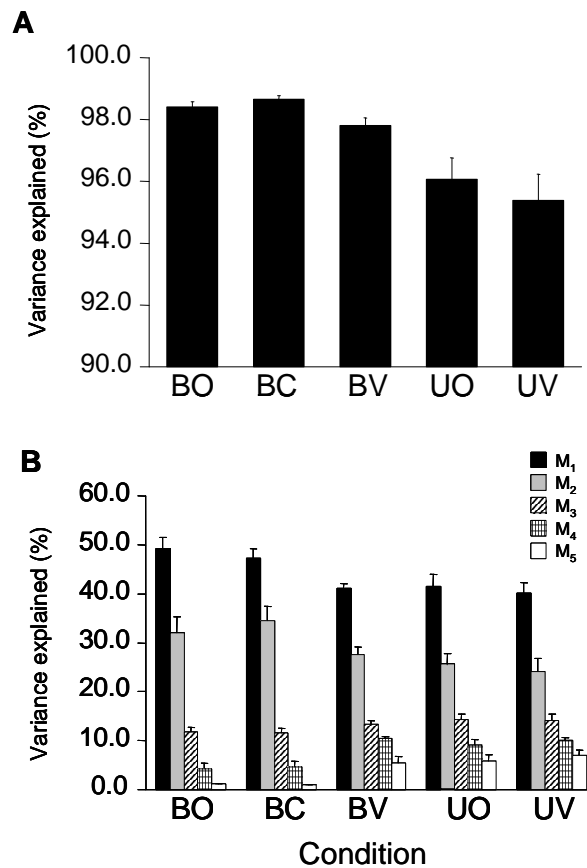 A
Variance explained (%)
100.0
98.0
96.0
94.0
92.0
90.0
BO BC BV UO UV
B
M₁
M₂
M₃
M₄
M₅
Variance explained (%)
60.0
50.0
40.0
30.0
20.0
10.0
0.0
BO BC BV UO UV
Condition